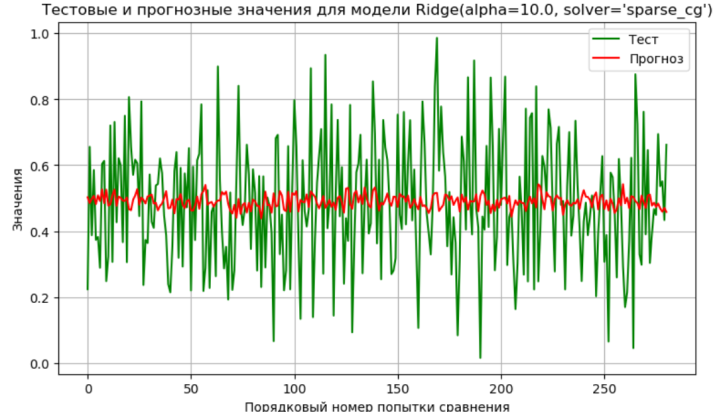 Тестовые и прогнозные значения для модели Ridge(alpha=10.0, solver='sparse_cg')
Тест
Прогноз
Значения
1.0
0.8
0.6
0.4
0.2
0.0
0 50 100 150 200 250
Порядковый номер попытки сравнения